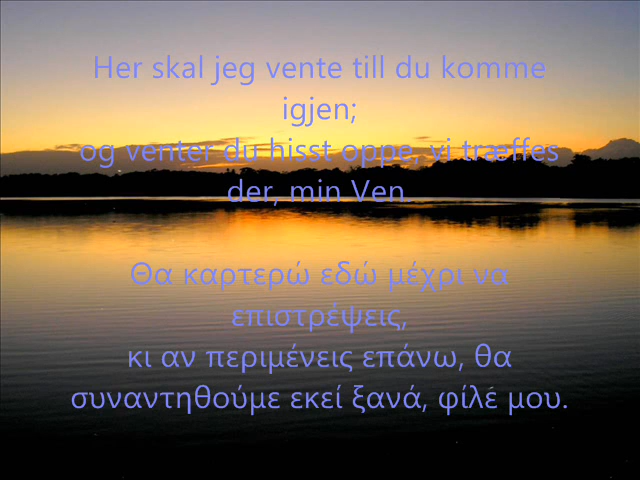 Her skal jeg vente till du komme
igjen;
og venter du hisst oppe, vi træffes
der, min Ven
Θα καρτερώ εδώ μέχρι να
επιστρέψεις,
κι αν περιμένεις επάνω, θα
συναντηθούμε εκεί ξανά, φίλέ μου.